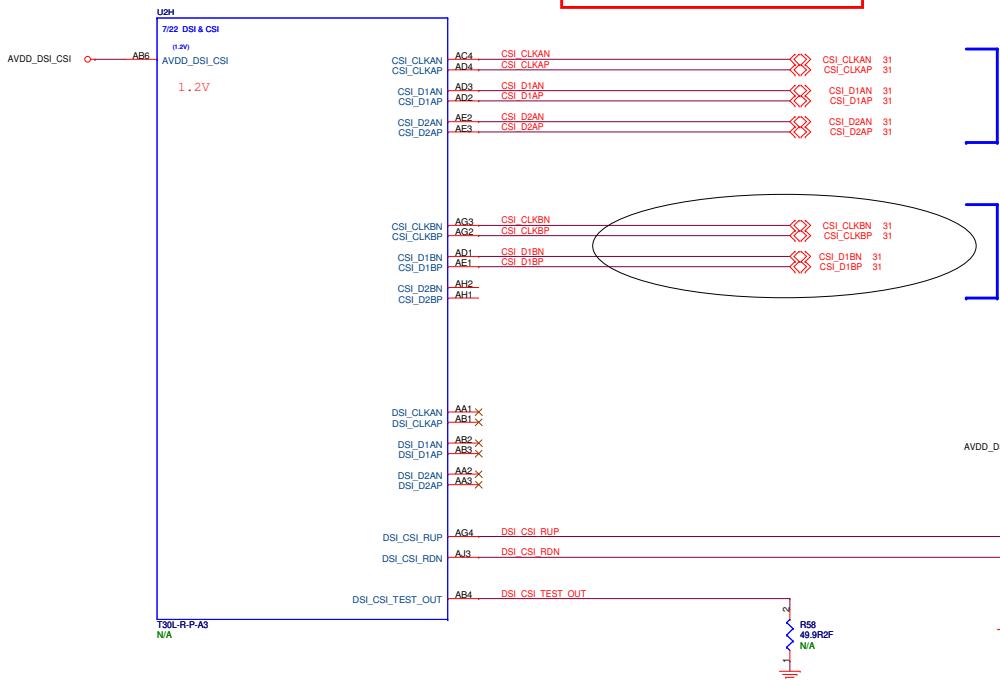 U2H
7/22 DSI & CSI
(1.2V)
AVDD_DSI_CSI AB6 AVDD_DSI_CSI
1.2V
CSI_CLKAN AC4 CSI_CLKAN CSI_CLKAN 31
CSI_CLKAP AD4 CSI_CLKAP CSI_CLKAP 31
CSI_D1AN AD3 CSI_D1AN CSI_D1AN 31
CSI_D1AP AD2 CSI_D1AP CSI_D1AP 31
CSI_D2AN AE2 CSI_D2AN CSI_D2AN 31
CSI_D2AP AE3 CSI_D2AP CSI_D2AP 31
CSI_CLKBN AG3 CSI_CLKBN CSI_CLKBN 31
CSI_CLKBP AG2 CSI_CLKBP CSI_CLKBP 31
CSI_D1BN AD1 CSI_D1BN CSI_D1BN 31
CSI_D1BP AE1 CSI_D1BP CSI_D1BP 31
CSI_D2BN AH2
CSI_D2BP AH1
DSI_CLKAN AA1
DSI_CLKAP AB1
DSI_D1AN AB2
DSI_D1AP AB3
AVDD_D
DSI_D2AN AA2
DSI_D2AP AA3
DSI_CSI_RUP AG4 DSI_CSI_RUP
DSI_CSI_RDN AJ3 DSI_CSI_RDN
DSI_CSI_TEST_OUT AB4 DSI_CSI_TEST_OUT
2
T30L-R-P-A3
N/A
R58
49.9R2F
N/A
1